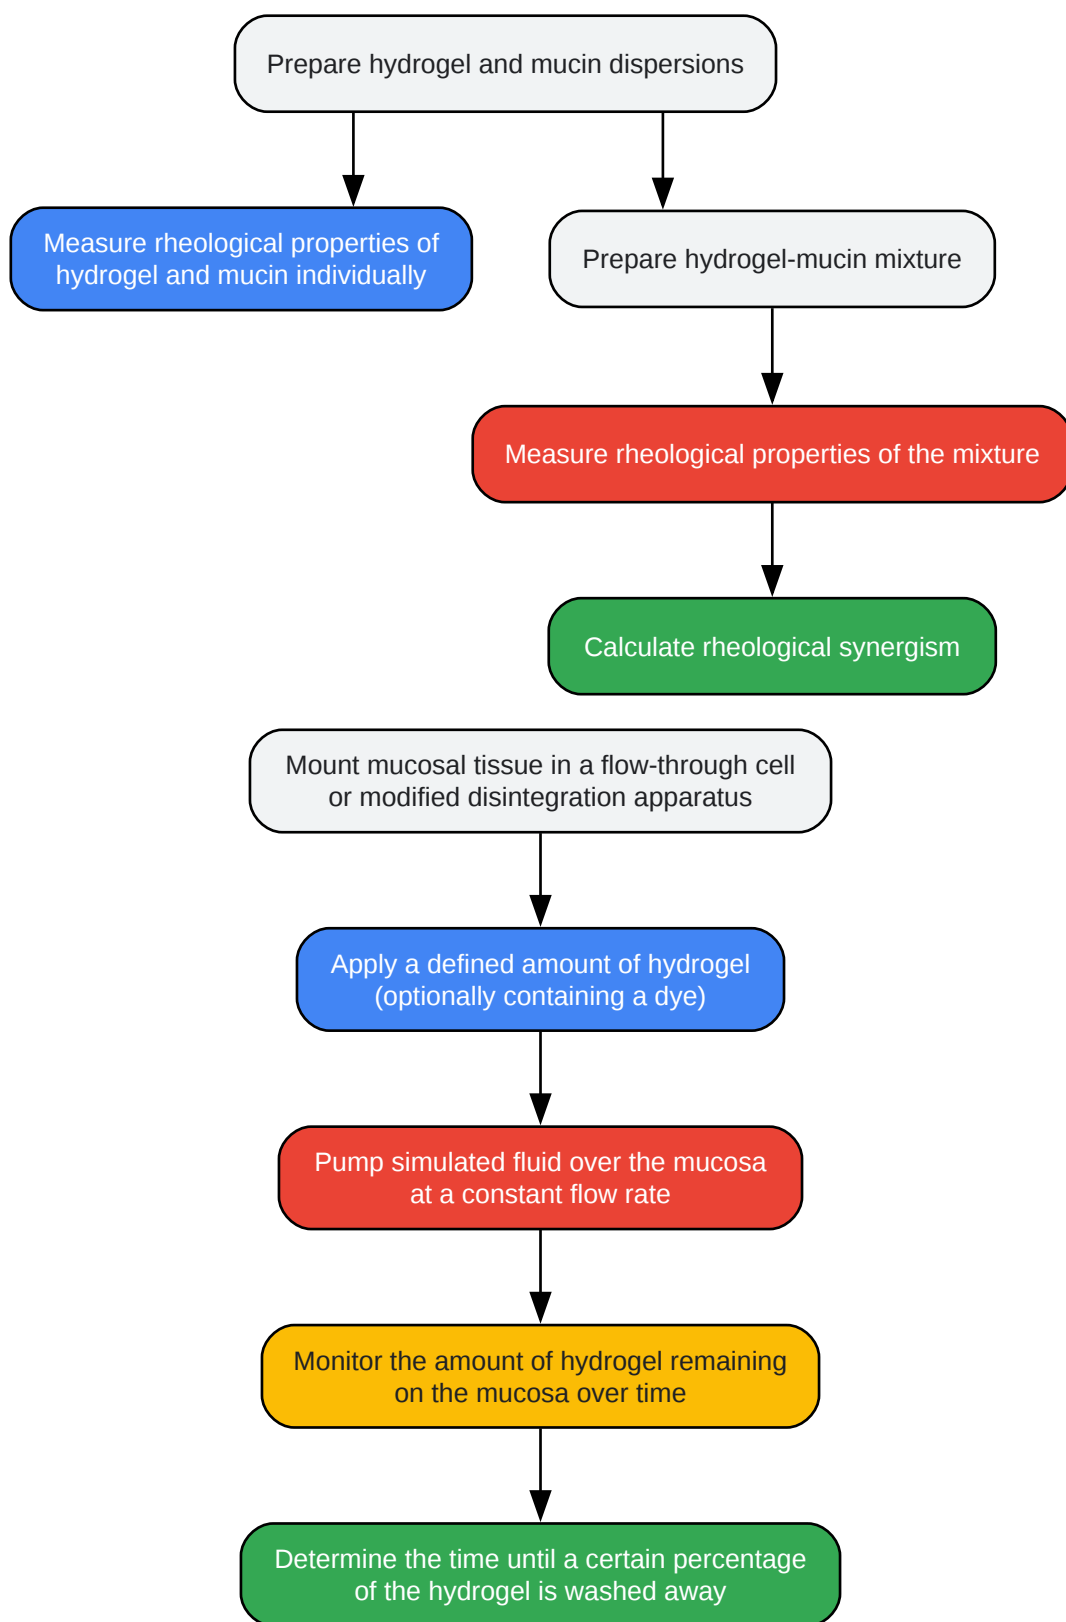 Prepare hydrogel and mucin dispersions
Measure rheological properties of
hydrogel and mucin individually
Prepare hydrogel-mucin mixture
Measure rheological properties of the mixture
Calculate rheological synergism
Mount mucosal tissue in a flow-through cell
or modified disintegration apparatus
Apply a defined amount of hydrogel
(optionally containing a dye)
Pump simulated fluid over the mucosa
at a constant flow rate
Monitor the amount of hydrogel remaining
on the mucosa over time
Determine the time until a certain percentage
of the hydrogel is washed away